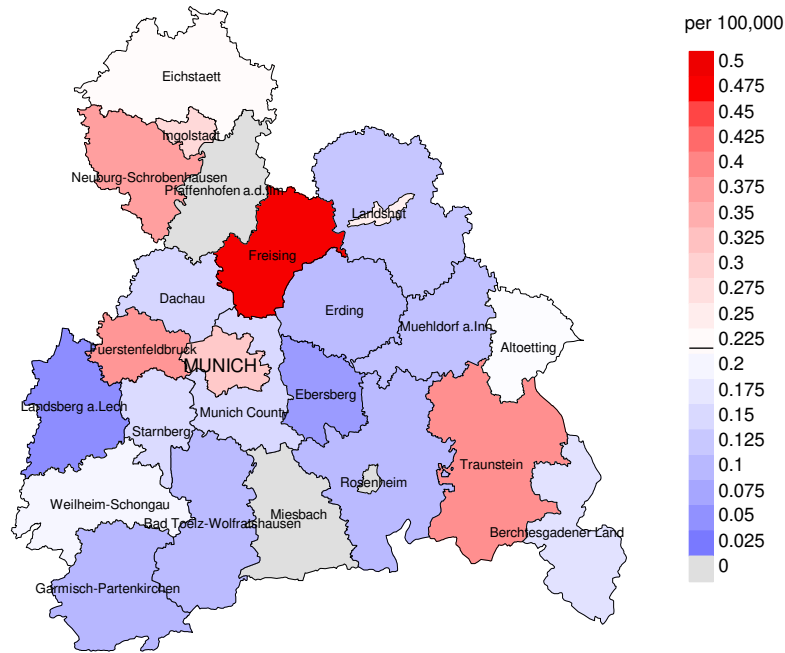 per 100,000
0.5
0.475
0.45
0.425
0.4
0.375
0.35
0.325
0.3
0.275
0.25
0.225
0.2
0.175
0.15
0.125
0.1
0.075
0.05
0.025
0
Eichstaett
Ingolstadt
Neuburg-Schrobenhausen
Pfaffenhofen a.d.Ilm
Landshst
Freising
Dachau
Erding
Muehldorf a.Inn
Altoetting
Fuerstenfeldbruck
MUNICH
Ebersberg
Landsberg a.Lech
Munich County
Starnberg
Traunstein
Rosenheim
Weilheim-Schongau
Miesbach
Bad Toelz-Wolfratshausen
Berchtesgadener Land
Garmisch-Partenkirchen